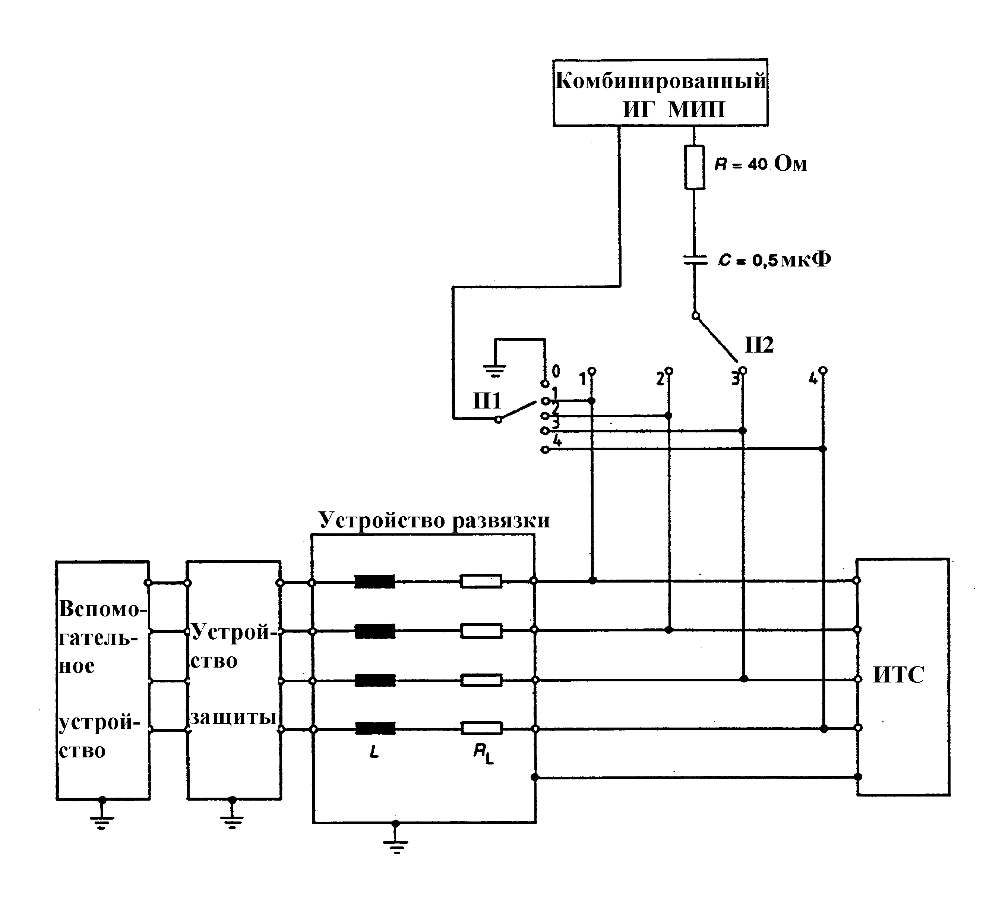 Комбинированный
ИГ МИП
R = 40 Ом
C = 0,5 мкФ
П2
0
1
2
3
4
П1
1
2
3
4
Устройство развязки
Вспомо-
гатель-
ное
устрой-
ство
Устрой-
ство
защиты
ИТС
L
RL